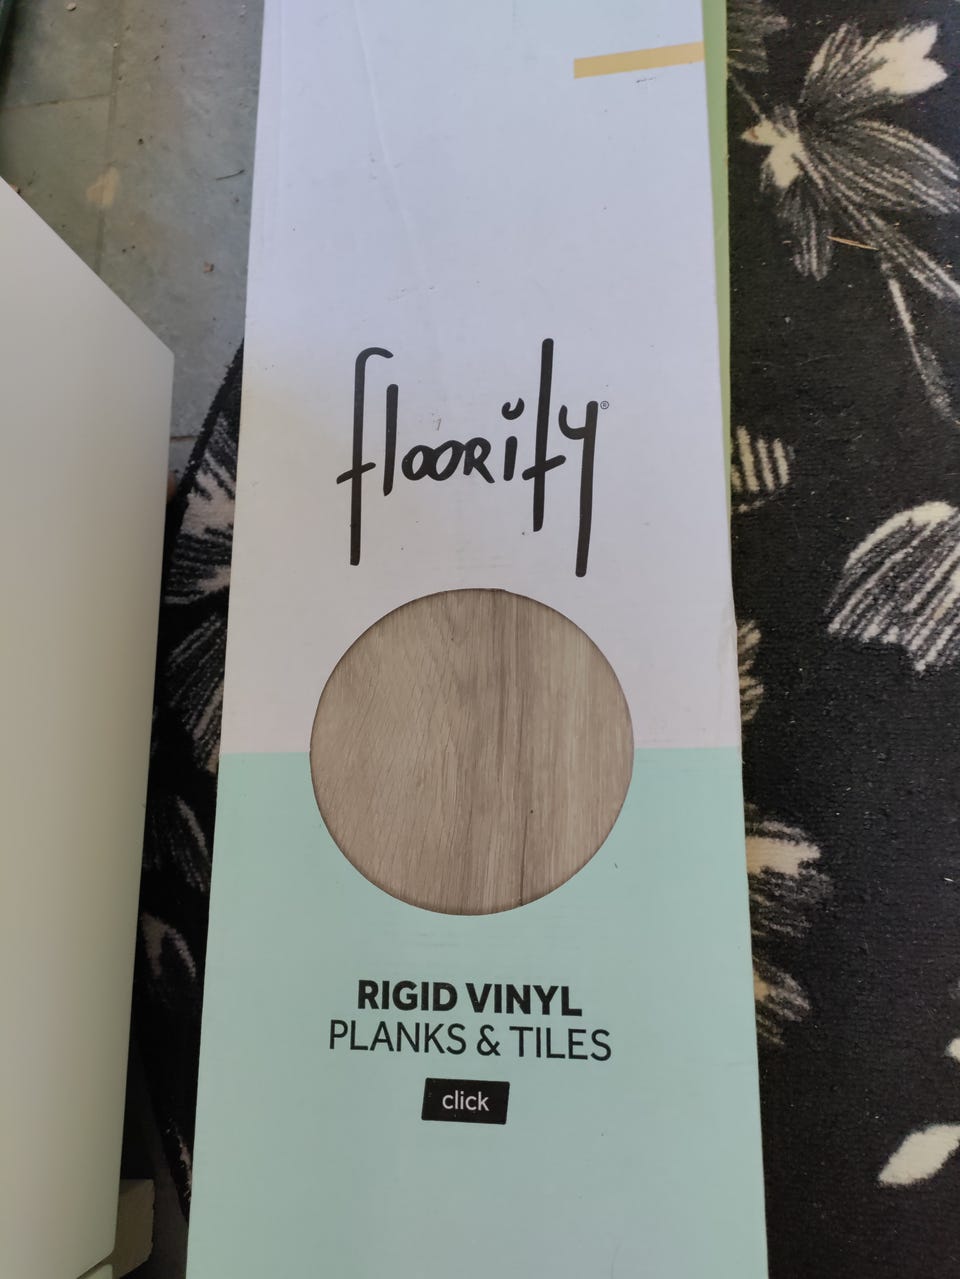 floorify®
RIGID VINYL
PLANKS & TILES
click